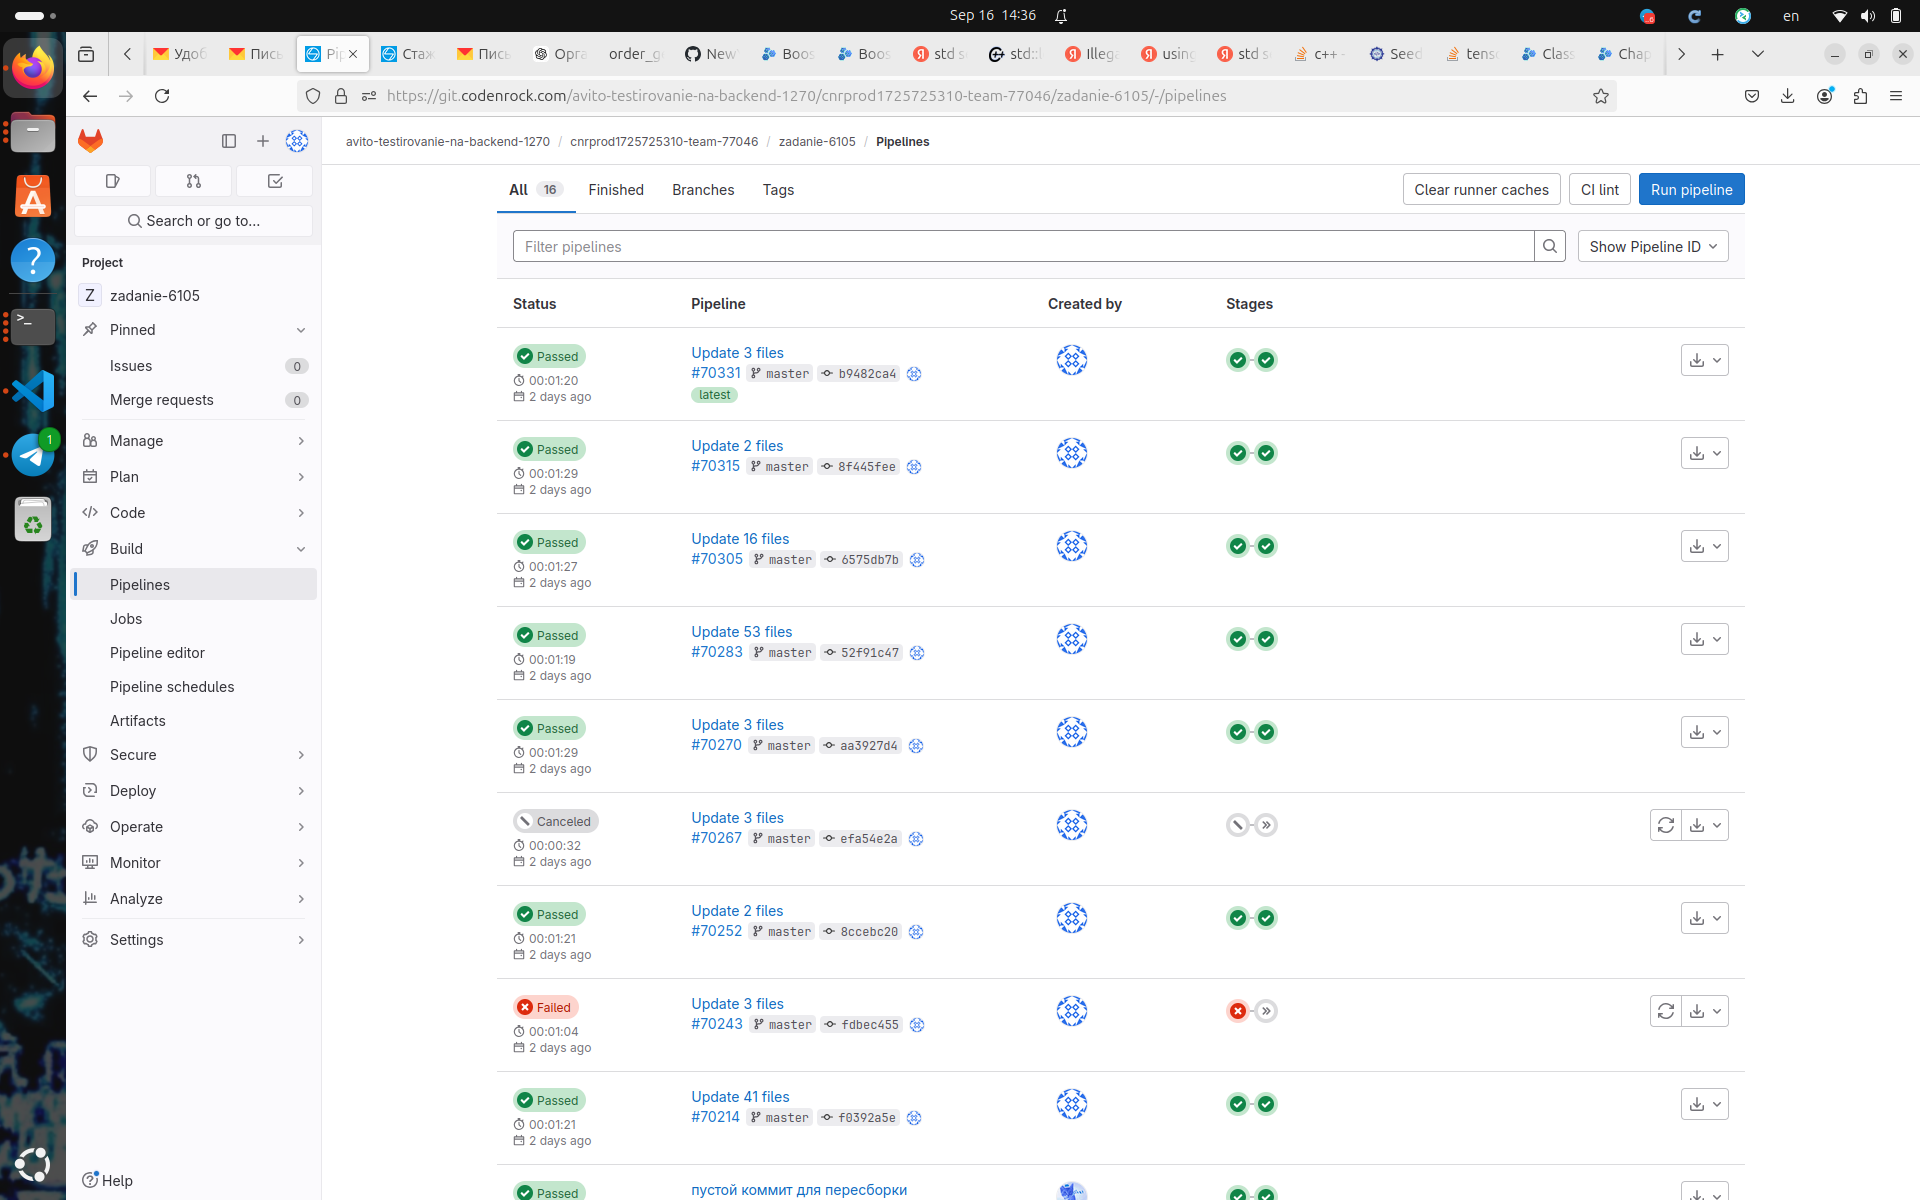 Sep 16 14:36
en
Удоб
Пись
Pip
Стаж
Пись
Орга
order_g
New
Boos
Boos
std s
std::
Illega
using
std s
c++
Seed
tens
Class
Chap
https://git.codenrock.com/avito-testirovanie-na-backend-1270/cnrprod1725725310-team-77046/zadanie-6105/-/pipelines
avito-testirovanie-na-backend-1270 / cnrprod1725725310-team-77046 / zadanie-6105 / Pipelines
Search or go to...
Project
Z zadanie-6105
Pinned
Issues 0
Merge requests 0
Manage
Plan
Code
Build
Pipelines
Jobs
Pipeline editor
Pipeline schedules
Artifacts
Secure
Deploy
Operate
Monitor
Analyze
Settings
Help
1
All 16 Finished Branches Tags
Clear runner caches CI lint Run pipeline
Filter pipelines
Show Pipeline ID
Status Pipeline Created by Stages
Passed
00:01:20
2 days ago
Update 3 files
#70331 master b9482ca4
latest
Passed
00:01:29
2 days ago
Update 2 files
#70315 master 8f445fee
Passed
00:01:27
2 days ago
Update 16 files
#70305 master 6575db7b
Passed
00:01:19
2 days ago
Update 53 files
#70283 master 52f91c47
Passed
00:01:29
2 days ago
Update 3 files
#70270 master aa3927d4
Canceled
00:00:32
2 days ago
Update 3 files
#70267 master efa54e2a
Passed
00:01:21
2 days ago
Update 2 files
#70252 master 8ccebc20
Failed
00:01:04
2 days ago
Update 3 files
#70243 master fdbec455
Passed
00:01:21
2 days ago
Update 41 files
#70214 master f0392a5e
Passed
пустой коммит для пересборки